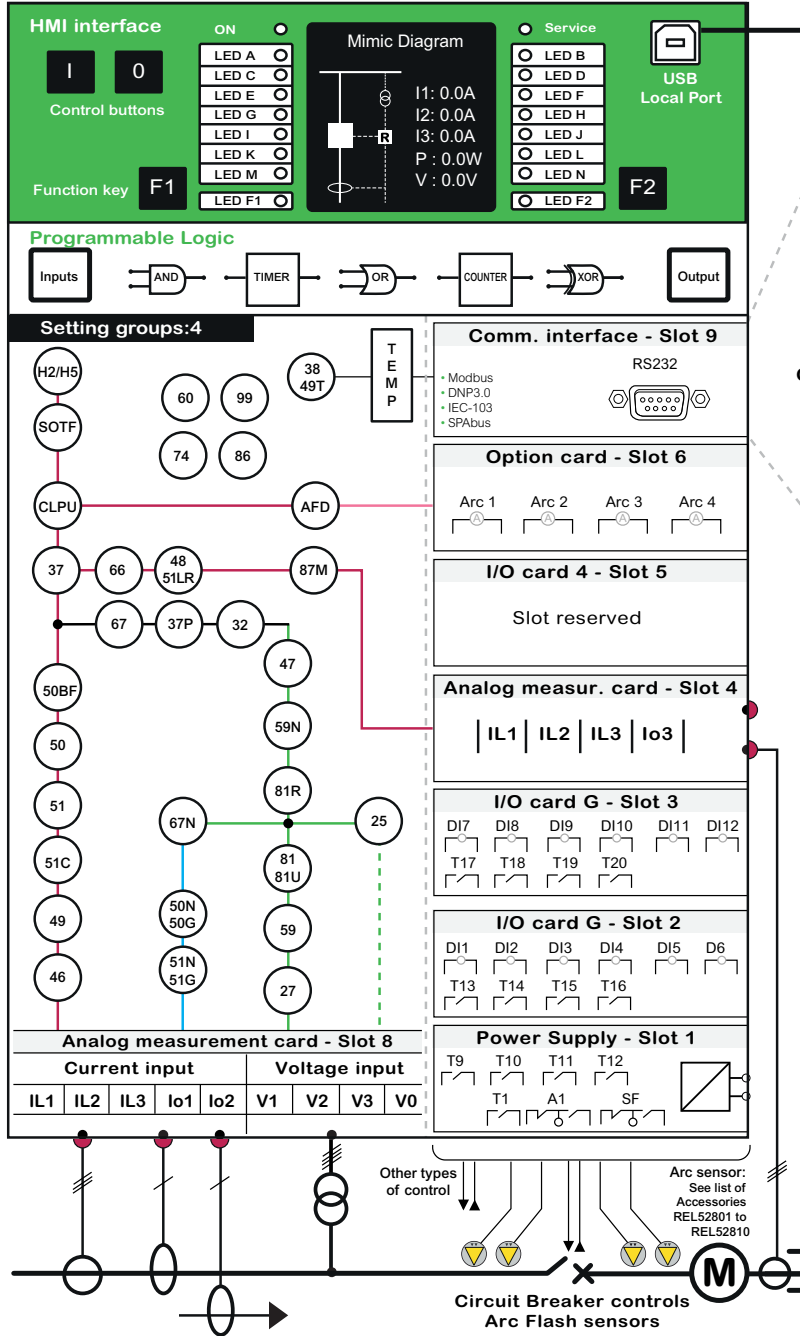 HMI interface
I
0
Control buttons
Function key
F1
ON
LED A
LED C
LED E
LED G
LED I
LED K
LED M
LED F1
Mimic Diagram
R
I1: 0.0A
I2: 0.0A
I3: 0.0A
P : 0.0W
V : 0.0V
Service
LED B
LED D
LED F
LED H
LED J
LED L
LED N
LED F2
F2
USB
Local Port
Programmable Logic
Inputs
AND
TIMER
OR
COUNTER
XOR
Output
Setting groups:4
H2/H5
SOTF
60
99
74
86
38
49T
T
E
M
P
CLPU
AFD
37
66
48
51LR
87M
67
37P
32
50BF
47
50
59N
51
81R
67N
25
51C
81
81U
49
50N
50G
59
46
51N
51G
27
Comm. interface - Slot 9
RS232
• Modbus
• DNP3.0
• IEC-103
• SPAbus
Option card - Slot 6
Arc 1 Arc 2 Arc 3 Arc 4
A A A A
I/O card 4 - Slot 5
Slot reserved
Analog measur. card - Slot 4
IL1 IL2 IL3 Io3
I/O card G - Slot 3
DI7 DI8 DI9 DI10 DI11 DI12
T17 T18 T19 T20
I/O card G - Slot 2
DI1 DI2 DI3 DI4 DI5 D6
T13 T14 T15 T16
Power Supply - Slot 1
T9 T10 T11 T12
T1 A1 SF
Analog measurement card - Slot 8
Current input Voltage input
IL1 IL2 IL3 Io1 Io2 V1 V2 V3 V0
Other types
of control
Arc sensor:
See list of
Accessories
REL52801 to
REL52810
M
Circuit Breaker controls
Arc Flash sensors